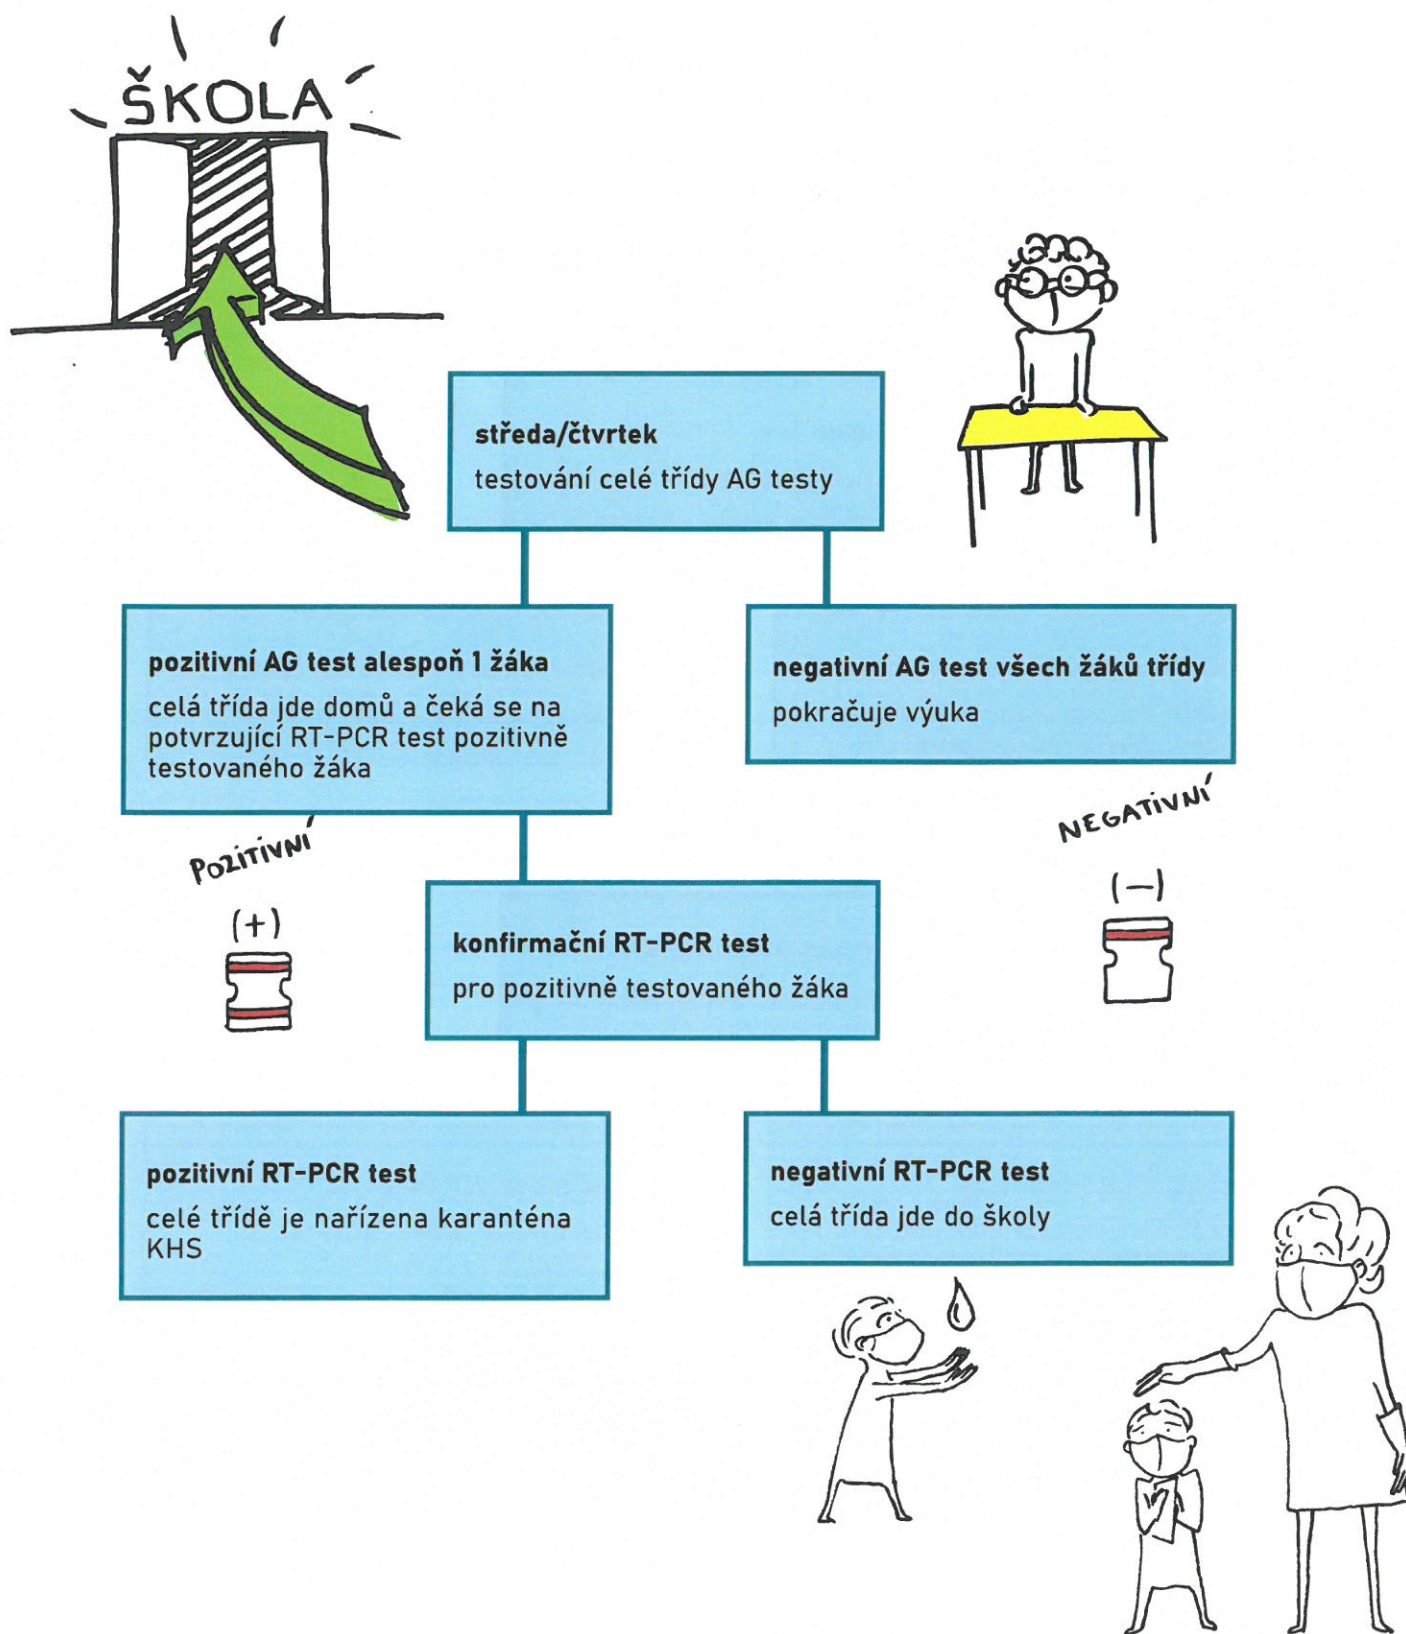 ŠKOLA
středa/čtvrtek
testování celé třídy AG testy
pozitivní AG test alespoň 1 žáka
celá třída jde domů a čeká se na
potvrzující RT-PCR test pozitivně
testovaného žáka
negativní AG test všech žáků třídy
pokračuje výuka
POZITIVNÍ
(+)
NEGATIVNÍ
(−)
konfirmační RT-PCR test
pro pozitivně testovaného žáka
pozitivní RT-PCR test
celé třídě je nařízena karanténa
KHS
negativní RT-PCR test
celá třída jde do školy